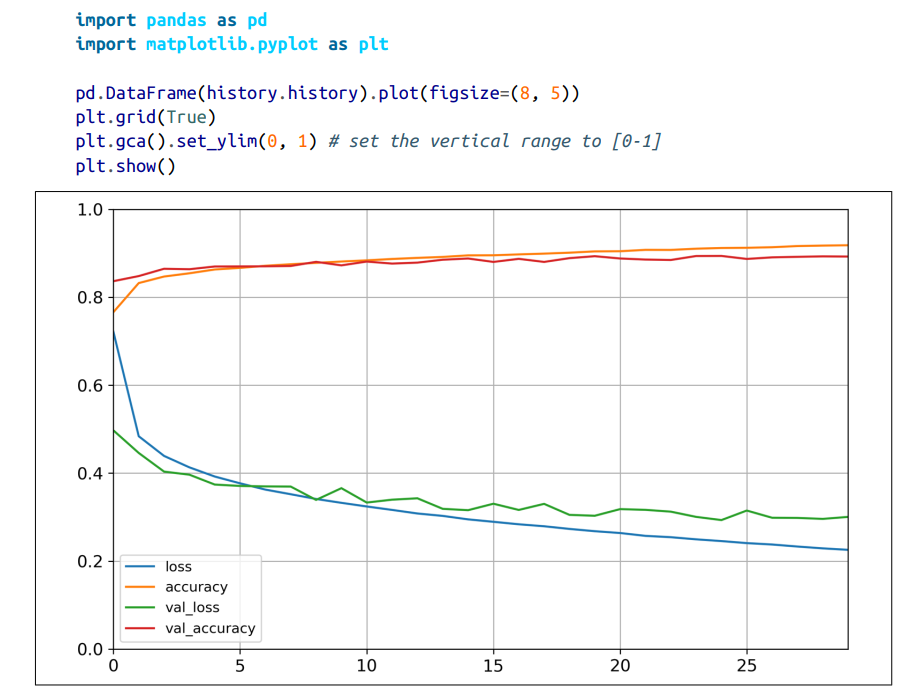 import pandas as pd
import matplotlib.pyplot as plt
pd.DataFrame(history.history).plot(figsize=(8, 5))
plt.grid(True)
plt.gca().set_ylim(0, 1) # set the vertical range to [0-1]
plt.show()
1.0
0.8
0.6
0.4
0.2
loss
accuracy
val_loss
val_accuracy
0.0
0 5 10 15 20 25